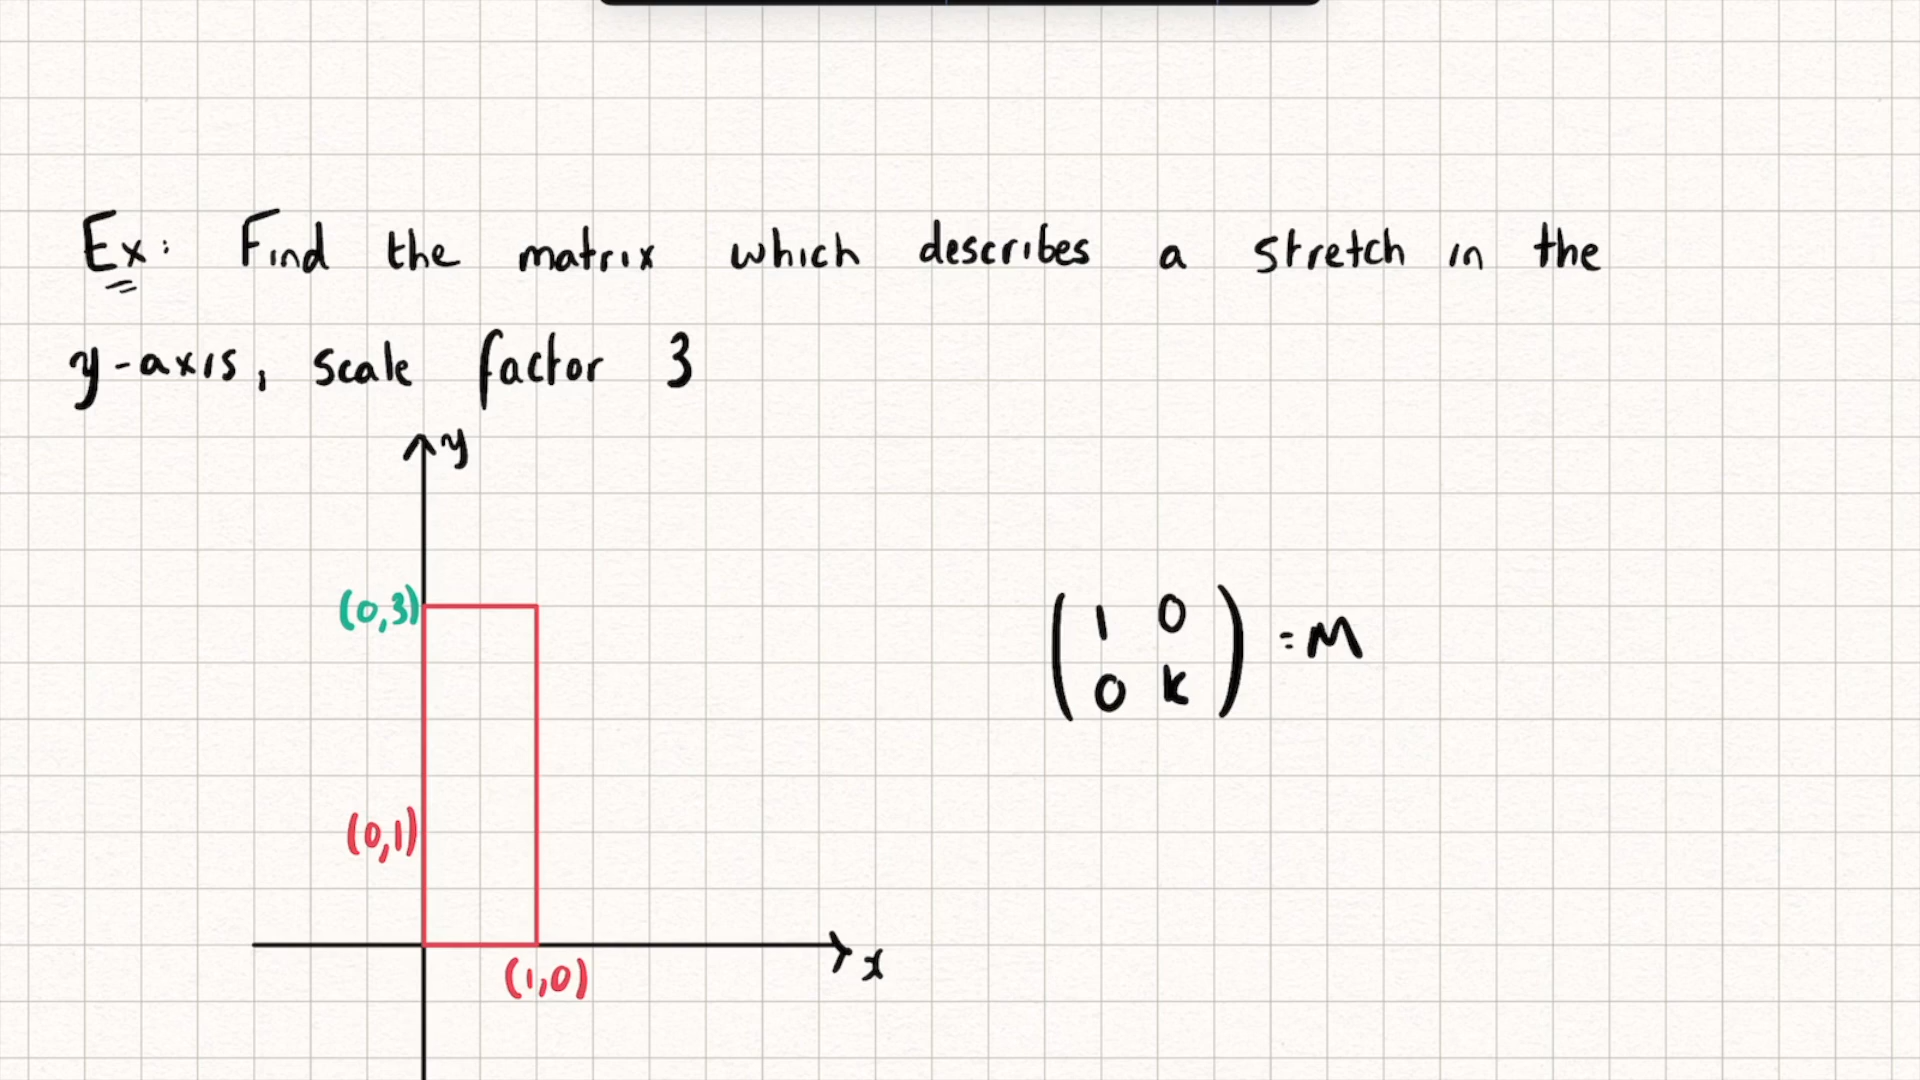 Ex: Find the matrix which describes a stretch in the
y-axis, scale factor 3
y
(0,3)
1 0
0 k
= M
(0,1)
x
(1,0)